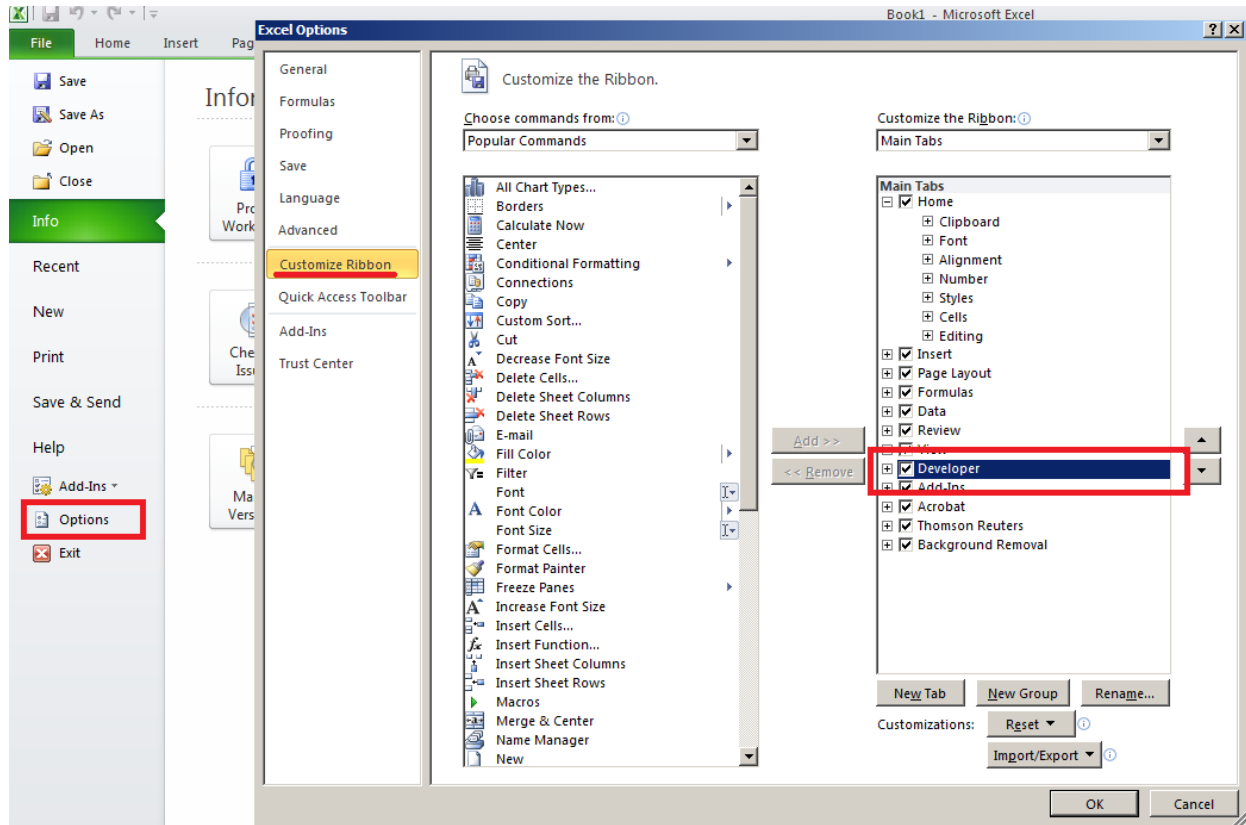 Book1 - Microsoft Excel
File Home Insert
Excel Options
Save
Save As
Open
Close
Info
Recent
New
Print
Save & Send
Help
Add-Ins
Options
Exit
General
Formulas
Proofing
Save
Language
Advanced
Customize Ribbon
Quick Access Toolbar
Add-Ins
Trust Center
Customize the Ribbon.
Choose commands from:
Popular Commands
All Chart Types...
Borders
Calculate Now
Center
Conditional Formatting
Connections
Copy
Custom Sort...
Cut
Decrease Font Size
Delete Cells...
Delete Sheet Columns
Delete Sheet Rows
E-mail
Fill Color
Filter
Font
Font Color
Font Size
Format Cells...
Format Painter
Freeze Panes
Increase Font Size
Insert Cells...
Insert Function...
Insert Sheet Columns
Insert Sheet Rows
Macros
Merge & Center
Name Manager
New
Add >>
<< Remove
Customize the Ribbon:
Main Tabs
Main Tabs
Home
Clipboard
Font
Alignment
Number
Styles
Cells
Editing
Insert
Page Layout
Formulas
Data
Review
View
Developer
Add-Ins
Acrobat
Thomson Reuters
Background Removal
New Tab New Group Rename...
Customizations: Reset
Import/Export
OK Cancel